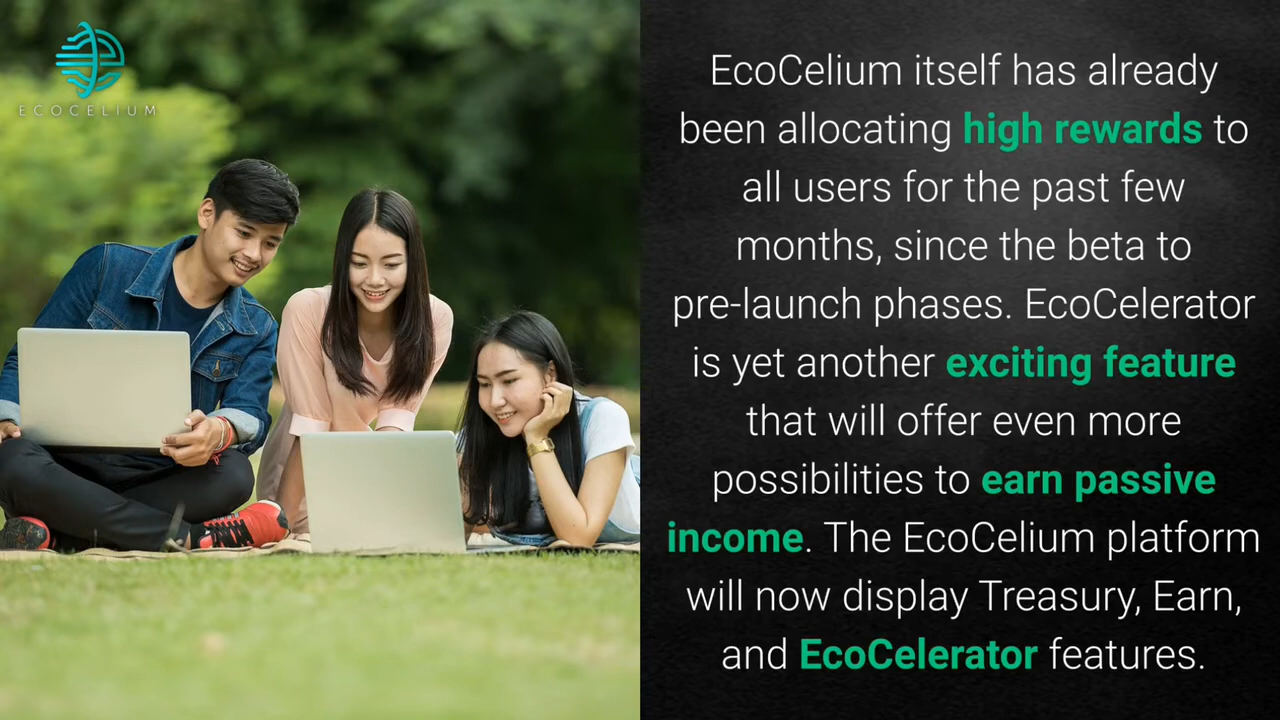 ECOCELIUM
EcoCelium itself has already
been allocating high rewards to
all users for the past few
months, since the beta to
pre-launch phases. EcoCelerator
is yet another exciting feature
that will offer even more
possibilities to earn passive
income. The EcoCelium platform
will now display Treasury, Earn,
and EcoCelerator features.